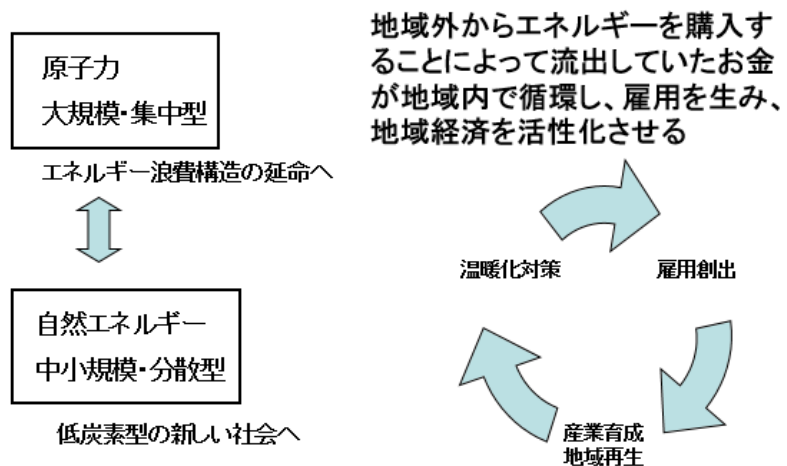 原子力
大規模・集中型
エネルギー浪費構造の延命へ
自然エネルギー
中小規模・分散型
低炭素型の新しい社会へ
地域外からエネルギーを購入す
ることによって流出していたお金
が地域内で循環し、雇用を生み、
地域経済を活性化させる
温暖化対策
雇用創出
産業育成
地域再生